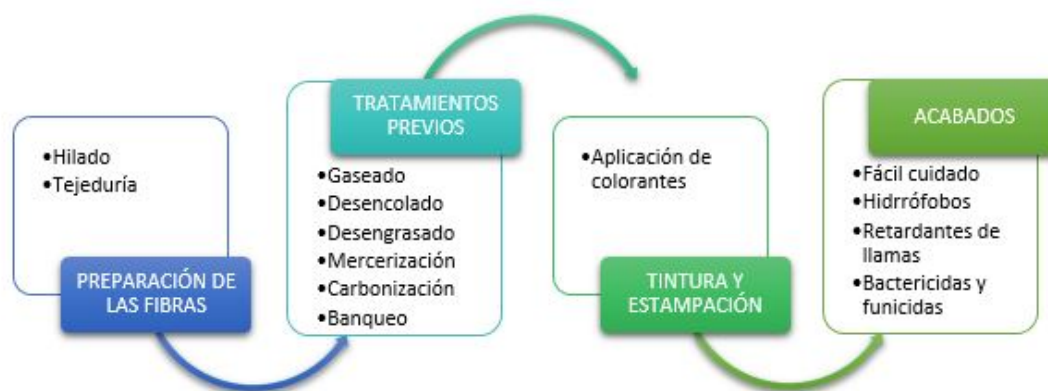 •Hilado
•Tejeduría
PREPARACIÓN DE
LAS FIBRAS
TRATAMIENTOS
PREVIOS
•Gaseado
•Desencolado
•Desengrasado
•Mercerización
•Carbonización
•Banqueo
•Aplicación de
colorantes
TINTURA Y
ESTAMPACIÓN
ACABADOS
•Fácil cuidado
•Hidrrófobos
•Retardantes de
llamas
•Bactericidas y
funicidas